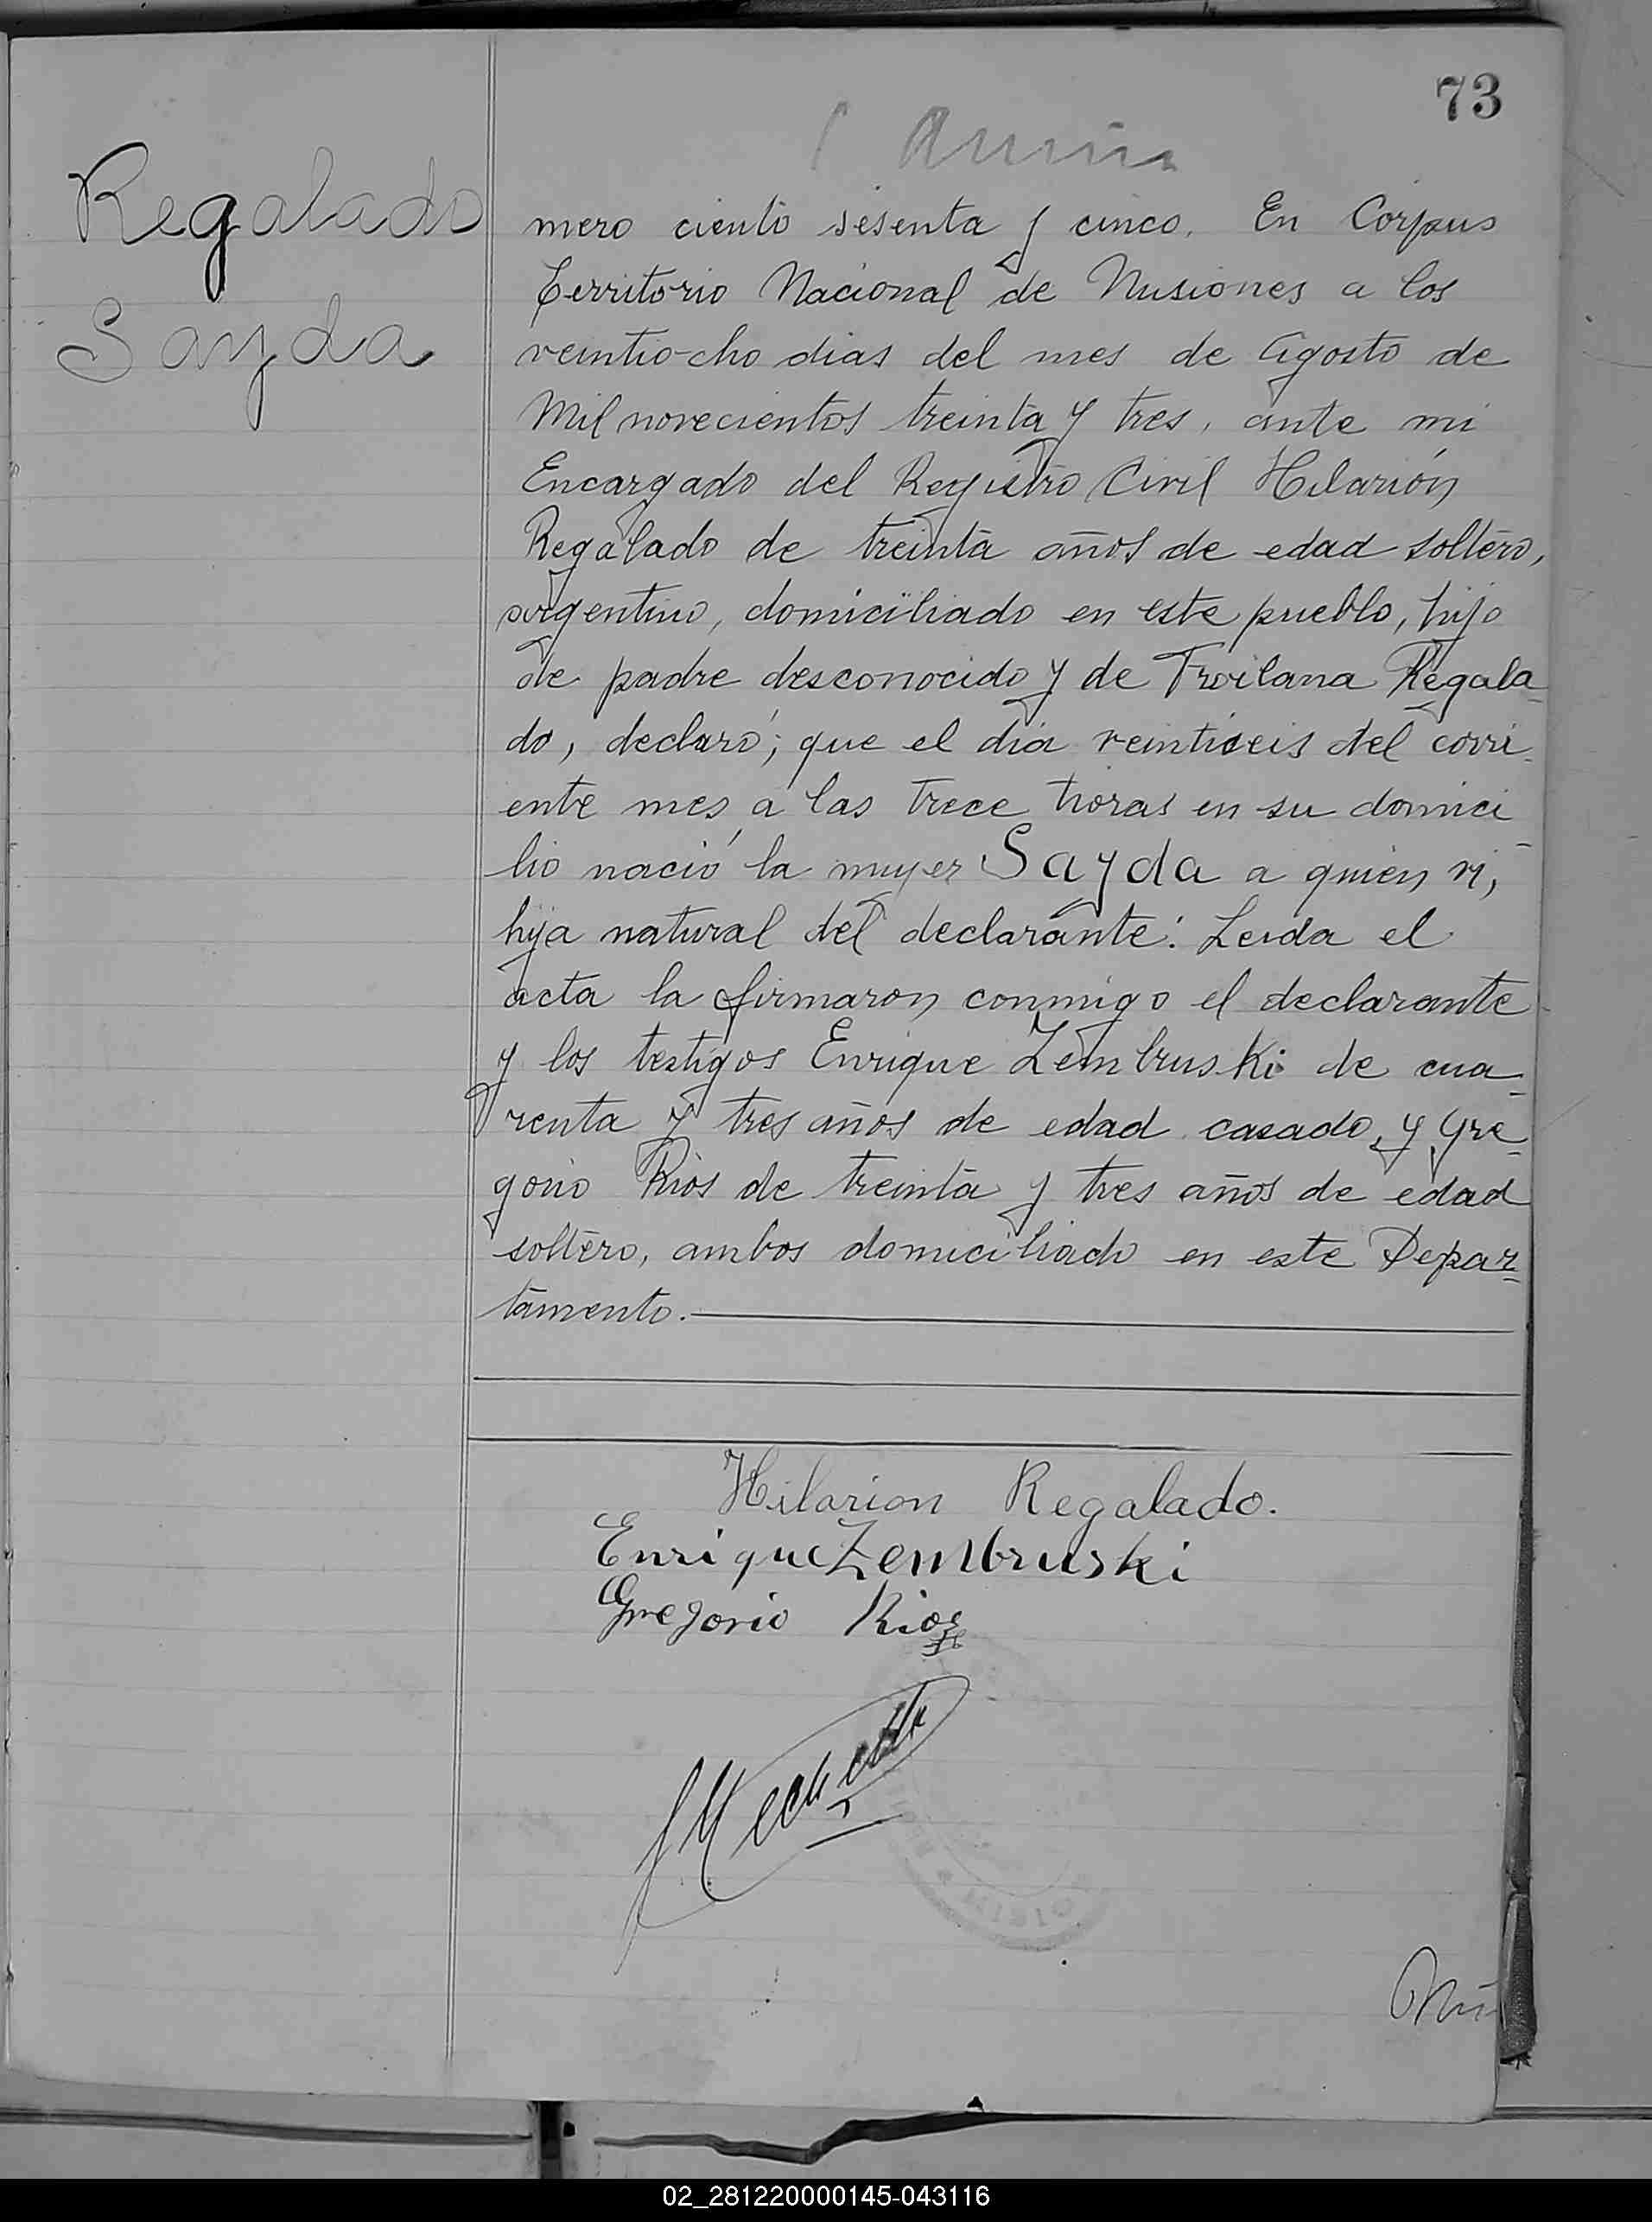 73
Regalado
Sayda
mero ciento sesenta y cinco. En Corpus
Territorio Nacional de Misiones a los
veintiocho dias del mes de Agosto de
Mil novecientos treinta y tres, ante mi
Encargado del Registro Civil Hilarión
Regalado de treinta años de edad soltero,
argentino, domiciliado en este pueblo, hijo
de padre desconocido y de Troilana Regala-
do, declaró; que el día veintiseis del corri-
ente mes, a las trece horas en su domici-
lio nació la mujer Sayda a quien vi,
hija natural del declarante: Leida el
acta la firmaron conmigo el declarante
y los testigos Enrique Zembruski de cua-
renta y tres años de edad casado, y Gre-
gorio Rios de treinta y tres años de edad
soltero, ambos domiciliado en este Depar-
tamento.
Hilarion Regalado.
Enrique Zembruski
Gregorio Rios
Nú-
02_281220000145-043116